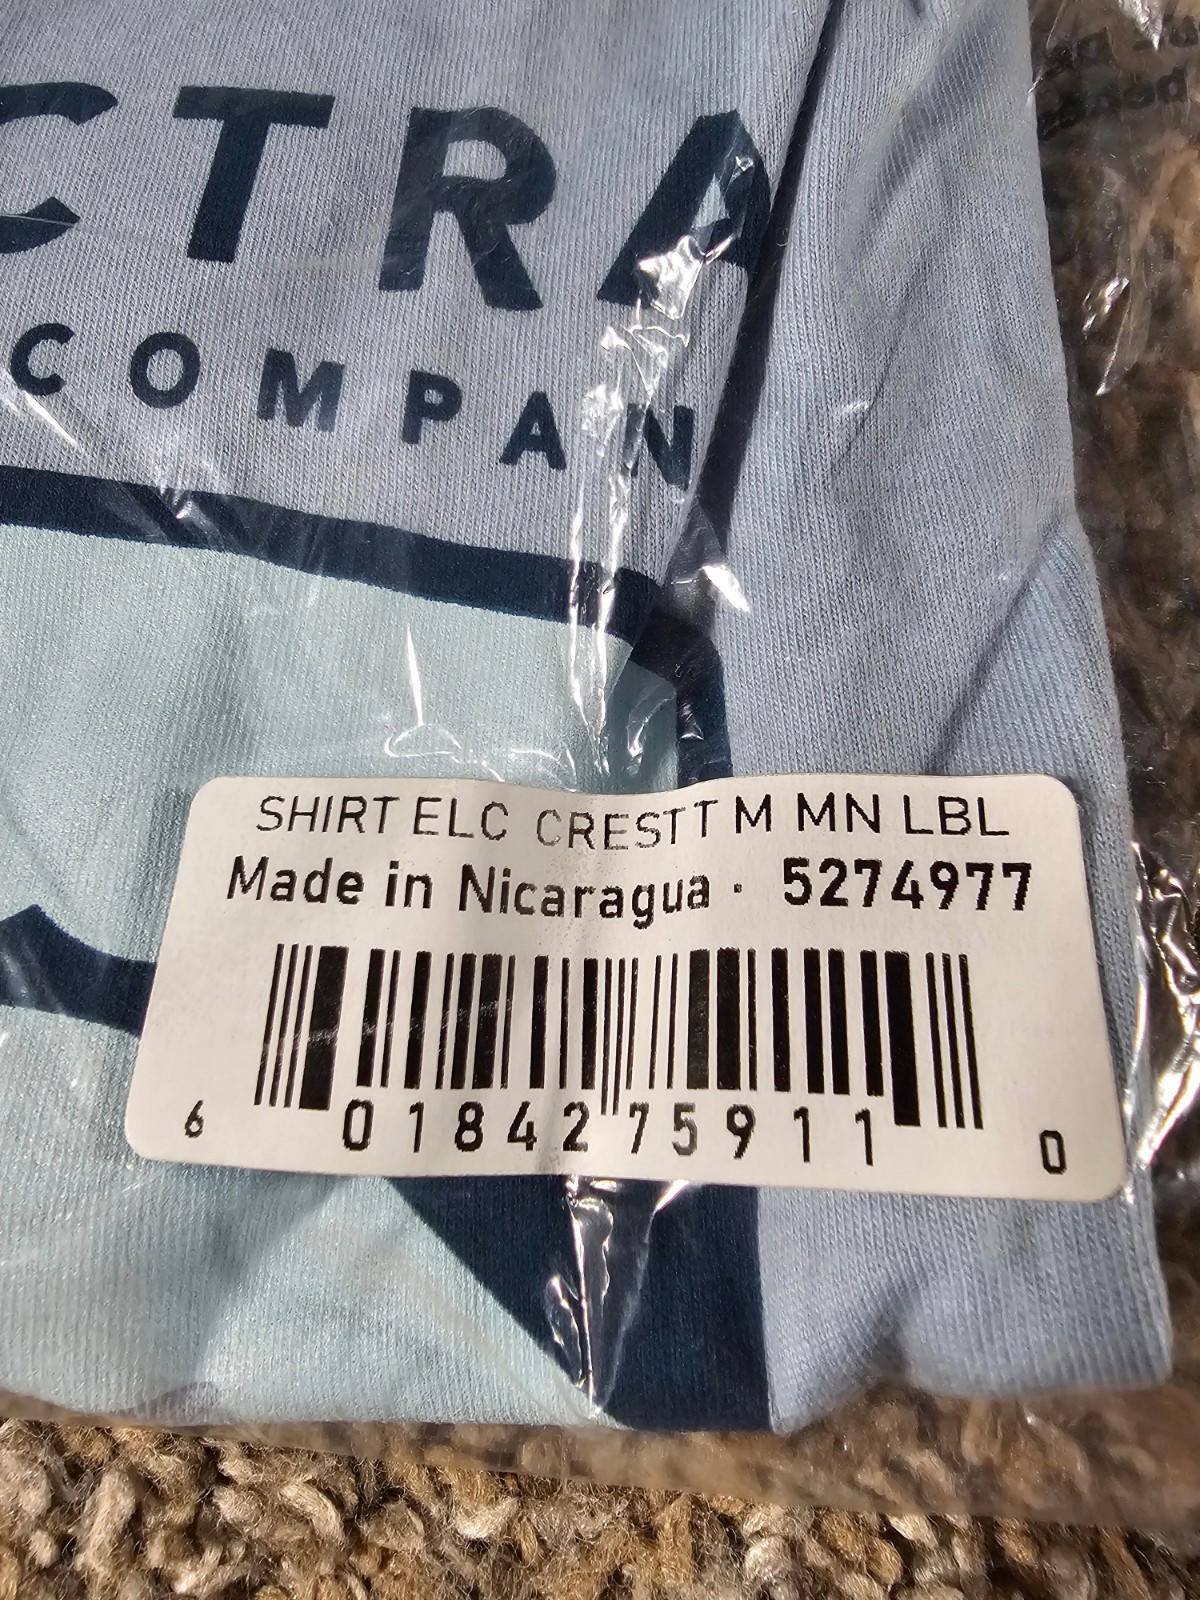 CTRA
COMPAN
SHIRT ELC CRESTT M MN LBL
Made in Nicaragua · 5274977
6 01842 75911 0